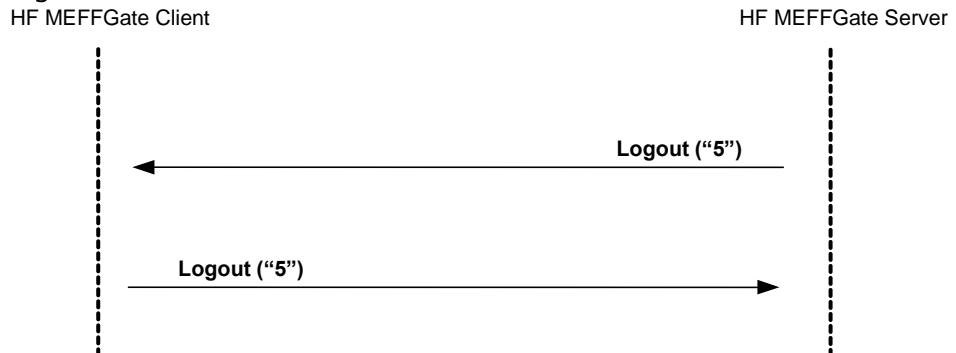 HF MEFFGate Client
HF MEFFGate Server
Logout (“5”)
Logout (“5”)